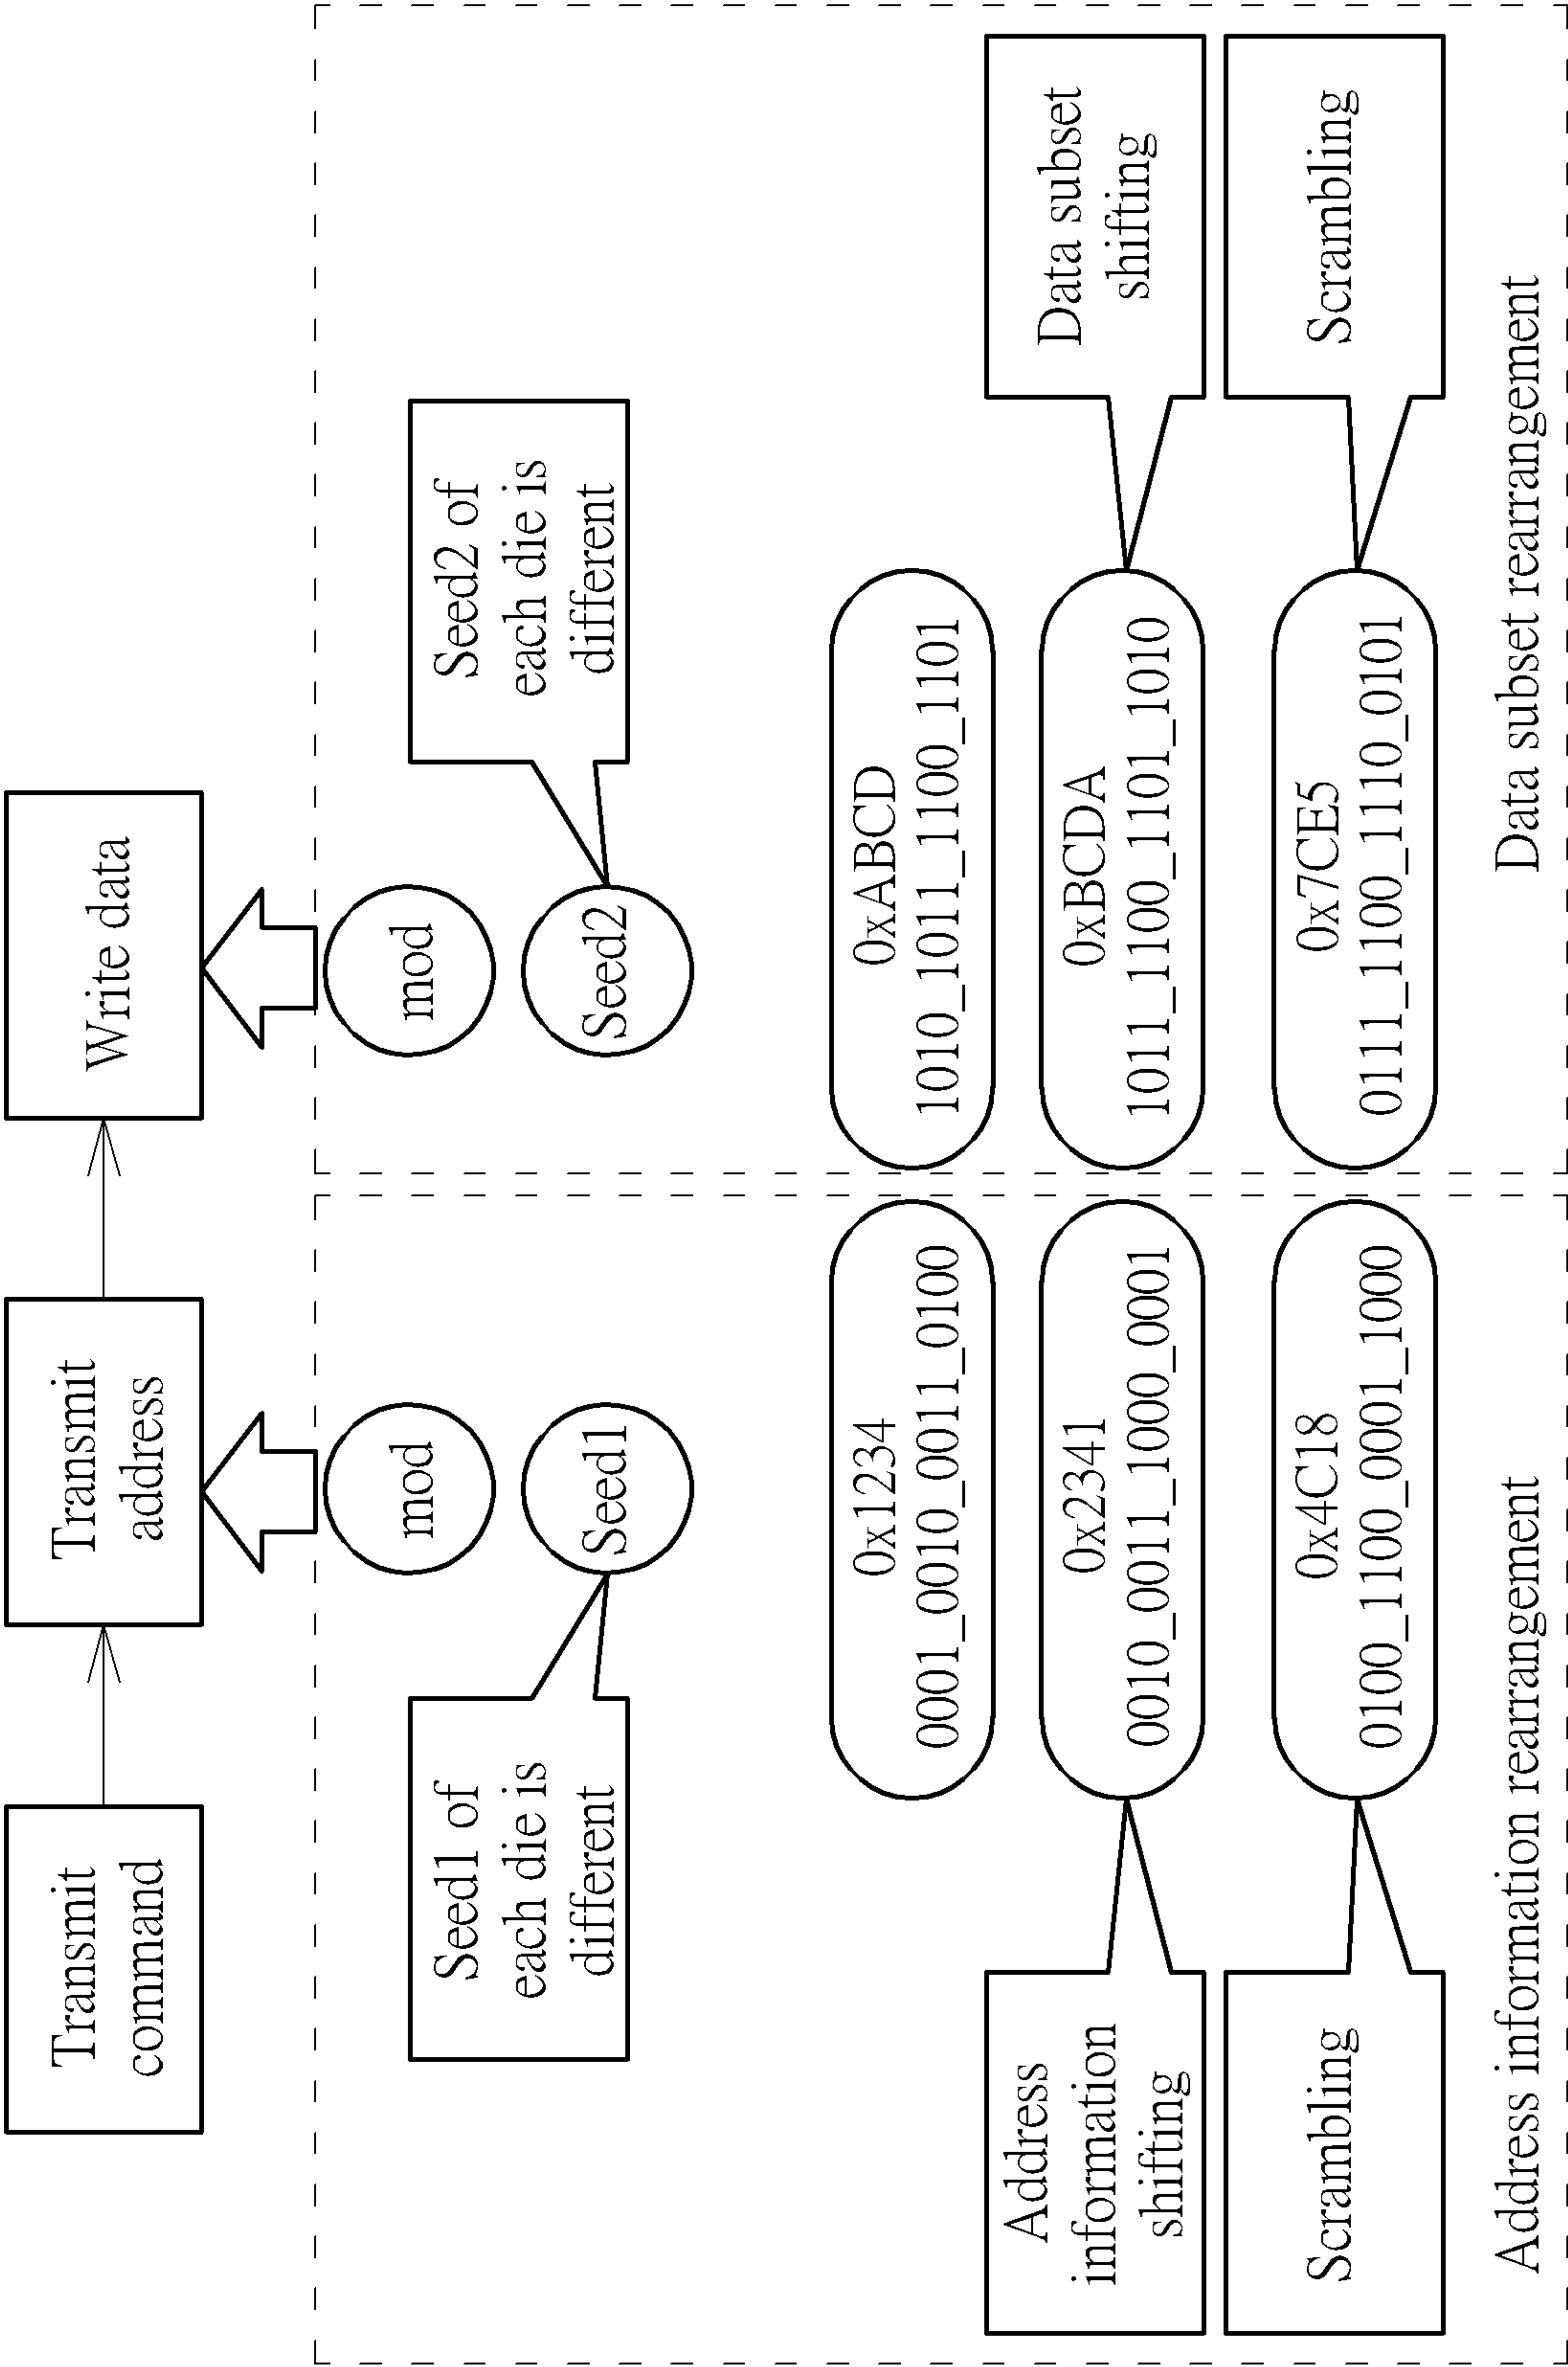 Transmit
command
Transmit
address
Write data
Seed1 of
each die is
different
mod
Seed1
mod
Seed2
Seed2 of
each die is
different
0x1234
0001_0010_0011_0100
0xABCD
1010_1011_1100_1101
Address
information
shifting
0x2341
0010_0011_1000_0001
0xBCDA
1011_1100_1101_1010
Data subset
shifting
Scrambling
0x4C18
0100_1100_0001_1000
0x7CE5
0111_1100_1110_0101
Scrambling
Address information rearrangement
Data subset rearrangement